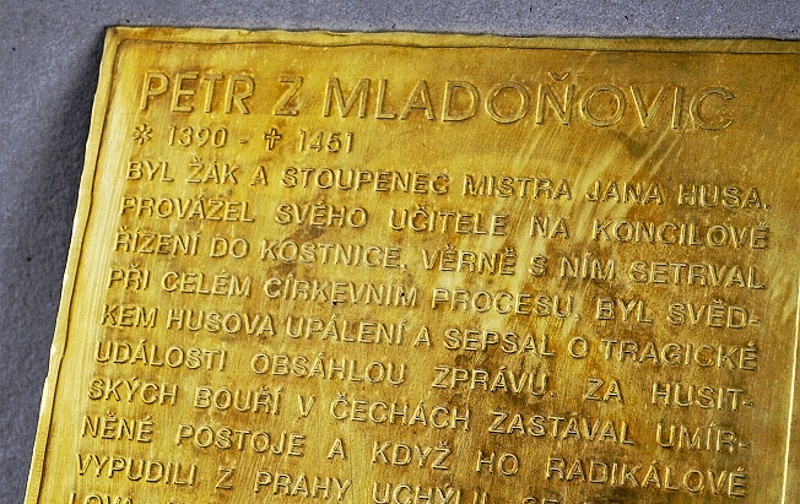 PETR Z MLADOŇOVIC
✲ 1390 - ✝ 1451
BYL ŽÁK A STOUPENEC MISTRA JANA HUSA.
PROVÁZEL SVÉHO UČITELE NA KONCILOVÉ
ŘÍZENÍ DO KOSTNICE, VĚRNĚ S NÍM SETRVAL
PŘI CELÉM CÍRKEVNÍM PROCESU, BYL SVĚD-
KEM HUSOVA UPÁLENÍ A SEPSAL O TRAGICKÉ
UDÁLOSTI OBSÁHLOU ZPRÁVU. ZA HUSIT-
SKÝCH BOUŘÍ V ČECHÁCH ZASTÁVAL UMÍR-
NĚNÉ POSTOJE A KDYŽ HO RADIKÁLOVÉ
VYPUDILI Z PRAHY UCHÝLIL SE